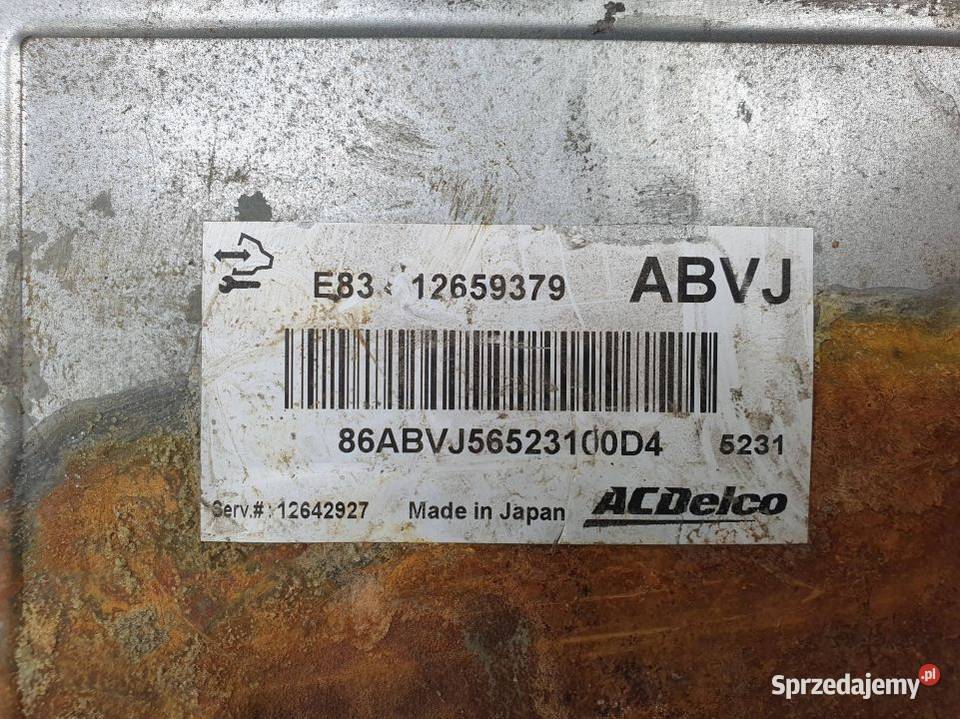 E83 12659379 ABVJ
86ABVJ56523100D4 5231
Serv.#: 12642927 Made in Japan ACDelco
Sprzedajemy.pl